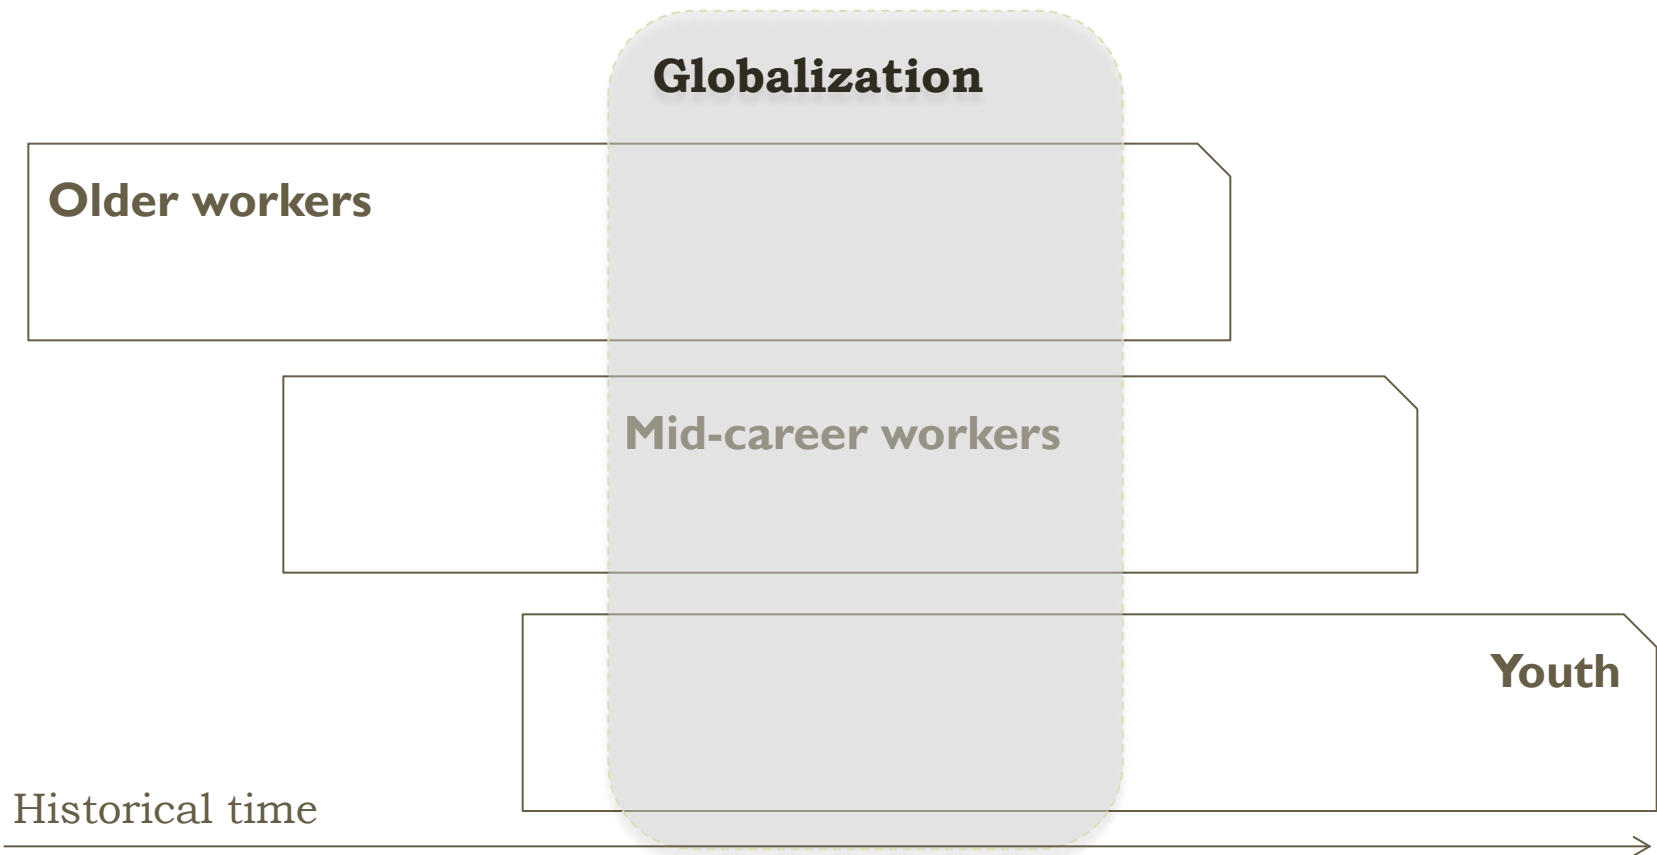 Globalization
Older workers
Mid-career workers
Youth
Historical time